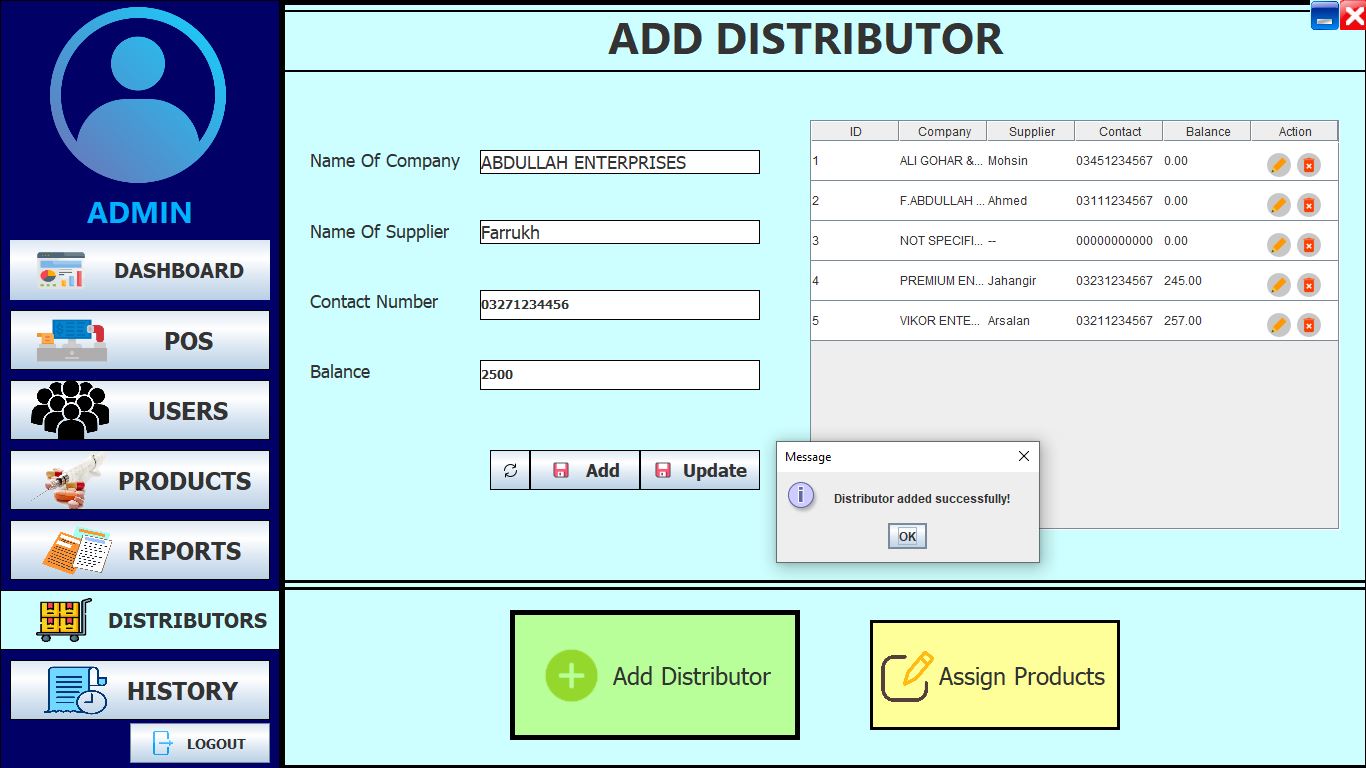 ADD DISTRIBUTOR
ADMIN
DASHBOARD
POS
USERS
PRODUCTS
REPORTS
DISTRIBUTORS
HISTORY
LOGOUT
Name Of Company ABDULLAH ENTERPRISES
Name Of Supplier Farrukh
Contact Number 03271234456
Balance 2500
Add Update
ID Company Supplier Contact Balance Action
1 ALI GOHAR &... Mohsin 03451234567 0.00
2 F.ABDULLAH ... Ahmed 03111234567 0.00
3 NOT SPECIFI... -- 00000000000 0.00
4 PREMIUM EN... Jahangir 03231234567 245.00
5 VIKOR ENTE... Arsalan 03211234567 257.00
Message
Distributor added successfully!
OK
Add Distributor
Assign Products